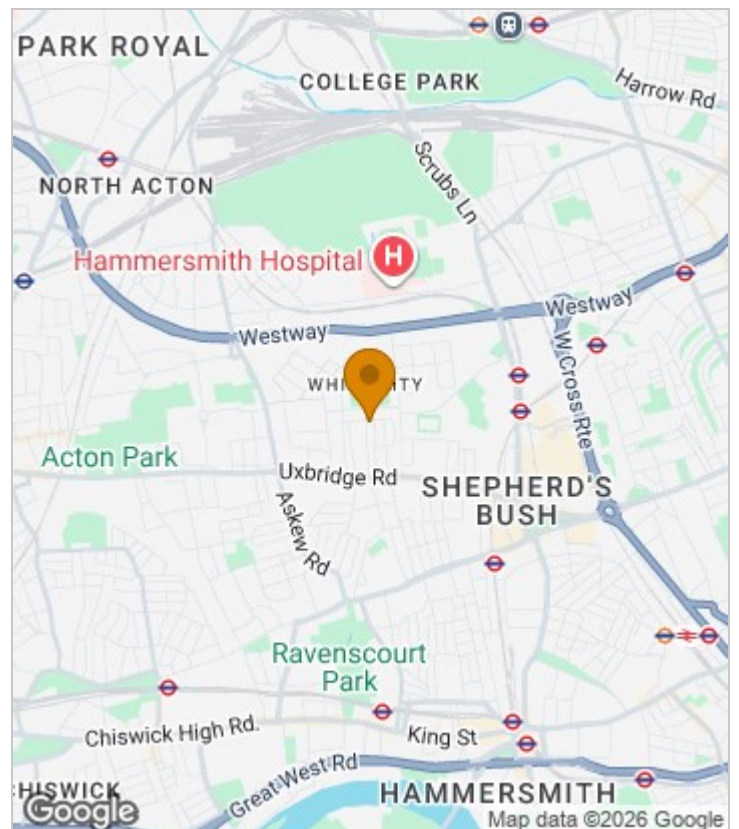 PARK ROYAL
COLLEGE PARK
Harrow Rd
Scrubs Ln
NORTH ACTON
Hammersmith Hospital
H
Westway
Westway
W Cross Rte
Acton Park
Uxbridge Rd
SHEPHERD'S
BUSH
Askew Rd
Ravenscourt
Park
Chiswick High Rd.
King St
Great West Rd
HAMMERSMITH
Google
Map data ©2026 Google